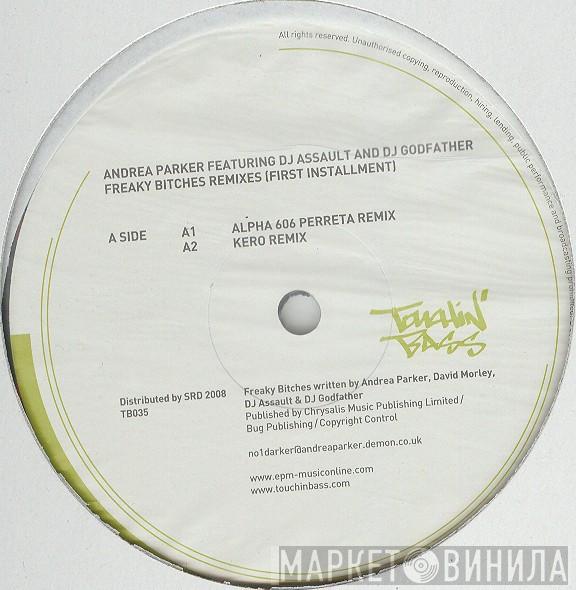 All rights reserved. Unauthorised copying, reproduction, hiring, lending, public performance and broadcasting prohibited
ANDREA PARKER FEATURING DJ ASSAULT AND DJ GODFATHER
FREAKY BITCHES REMIXES (FIRST INSTALLMENT)
A SIDE A1 ALPHA 606 PERRETA REMIX
A2 KERO REMIX
TOUCHIN'
BASS
Distributed by SRD 2008
TB035
Freaky Bitches written by Andrea Parker, David Morley,
DJ Assault & DJ Godfather
Published by Chrysalis Music Publishing Limited /
Bug Publishing / Copyright Control
no1darker@andreaparker.demon.co.uk
www.epm-musiconline.com
www.touchinbass.com
МАРКЕТ ВИНИЛА